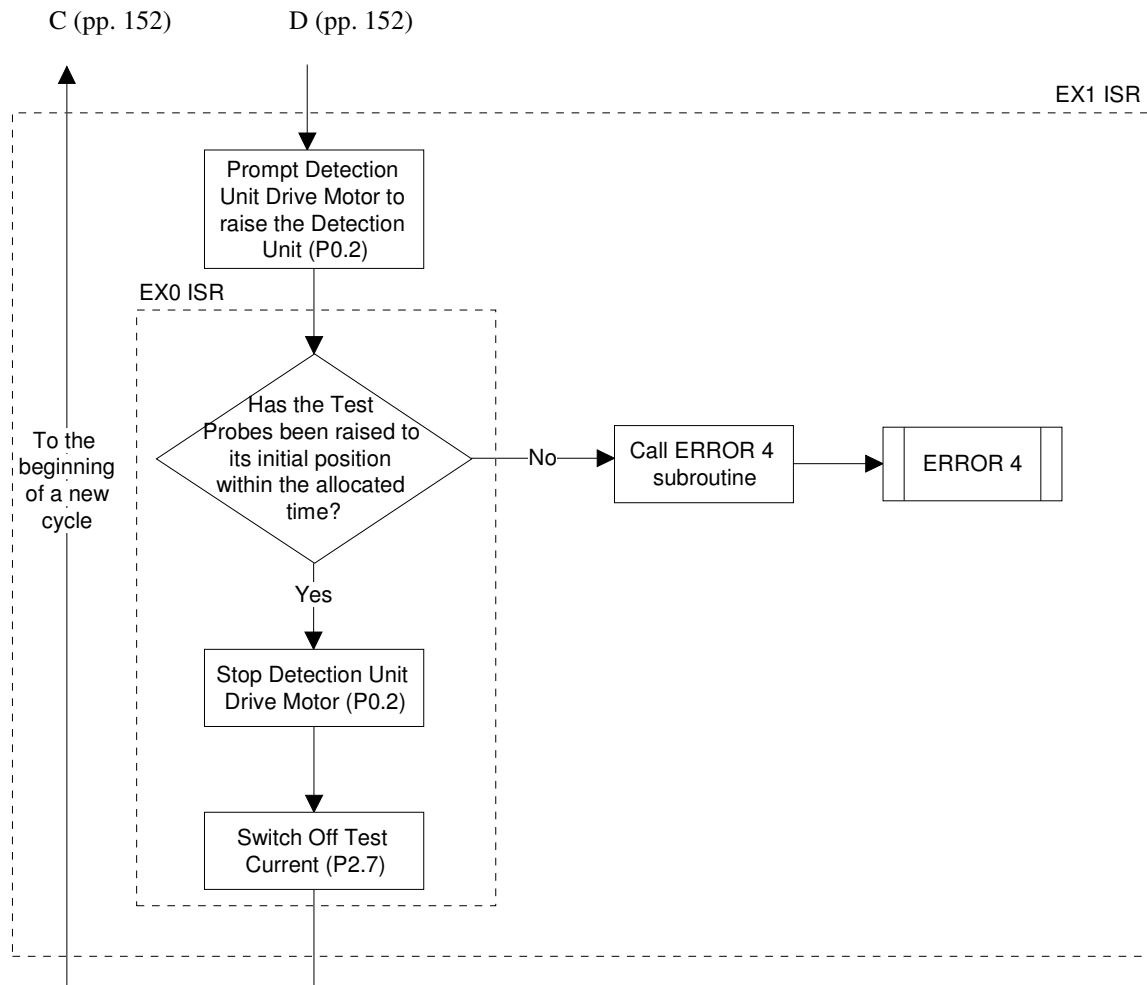 C (pp. 152)
D (pp. 152)
EX1 ISR
Prompt Detection
Unit Drive Motor to
raise the Detection
Unit (P0.2)
EX0 ISR
Has the Test
Probes been raised to
its initial position
within the allocated
time?
No
Call ERROR 4
subroutine
ERROR 4
To the
beginning
of a new
cycle
Yes
Stop Detection Unit
Drive Motor (P0.2)
Switch Off Test
Current (P2.7)